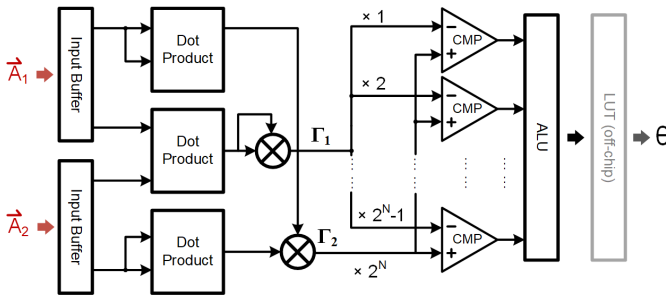 A₁
Input Buffer
Dot
Product
Dot
Product
A₂
Input Buffer
Dot
Product
Γ₁
Γ₂
× 1
− CMP +
× 2
− CMP +
× 2ᴺ-1
− CMP +
× 2ᴺ
ALU
LUT (off-chip)
Θ